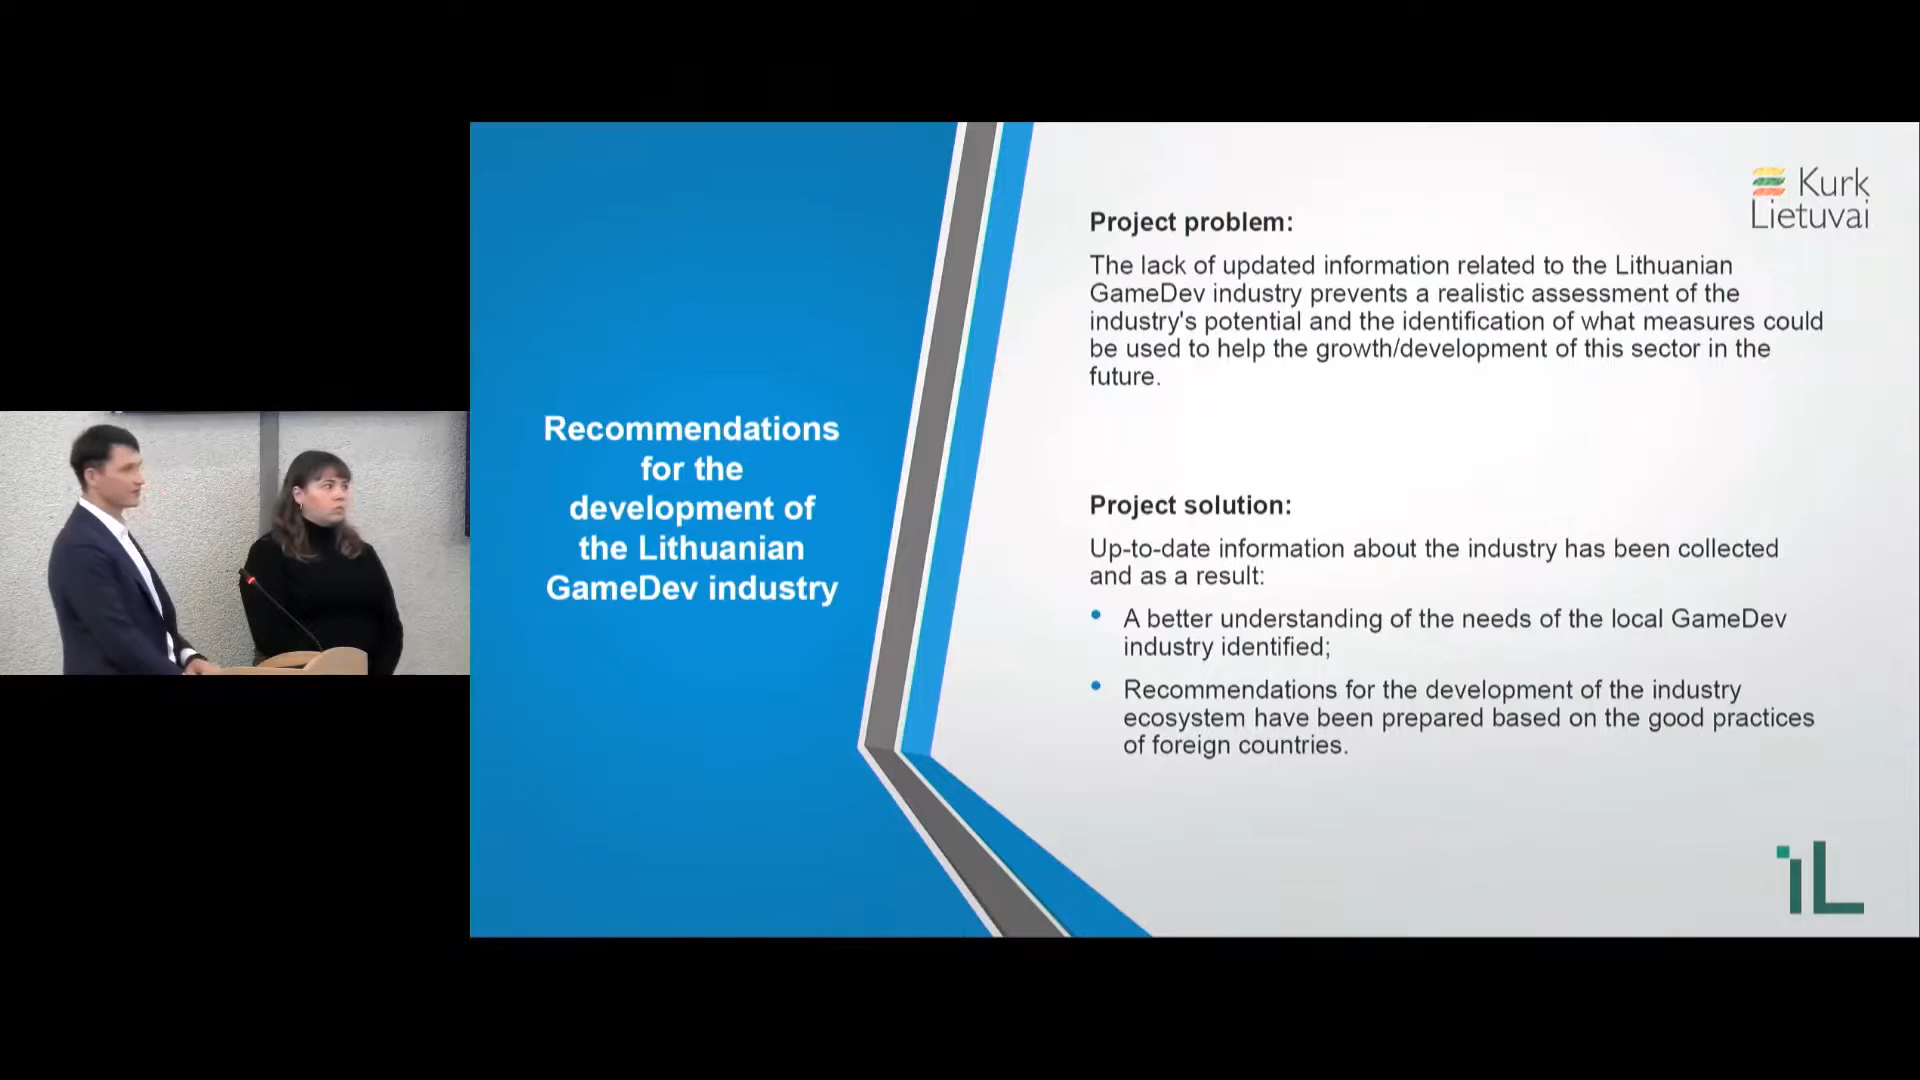 Recommendations
for the
development of
the Lithuanian
GameDev industry
Kurk
Lietuvai
Project problem:
The lack of updated information related to the Lithuanian
GameDev industry prevents a realistic assessment of the
industry's potential and the identification of what measures could
be used to help the growth/development of this sector in the
future.
Project solution:
Up-to-date information about the industry has been collected
and as a result:
• A better understanding of the needs of the local GameDev
industry identified;
• Recommendations for the development of the industry
ecosystem have been prepared based on the good practices
of foreign countries.
iL